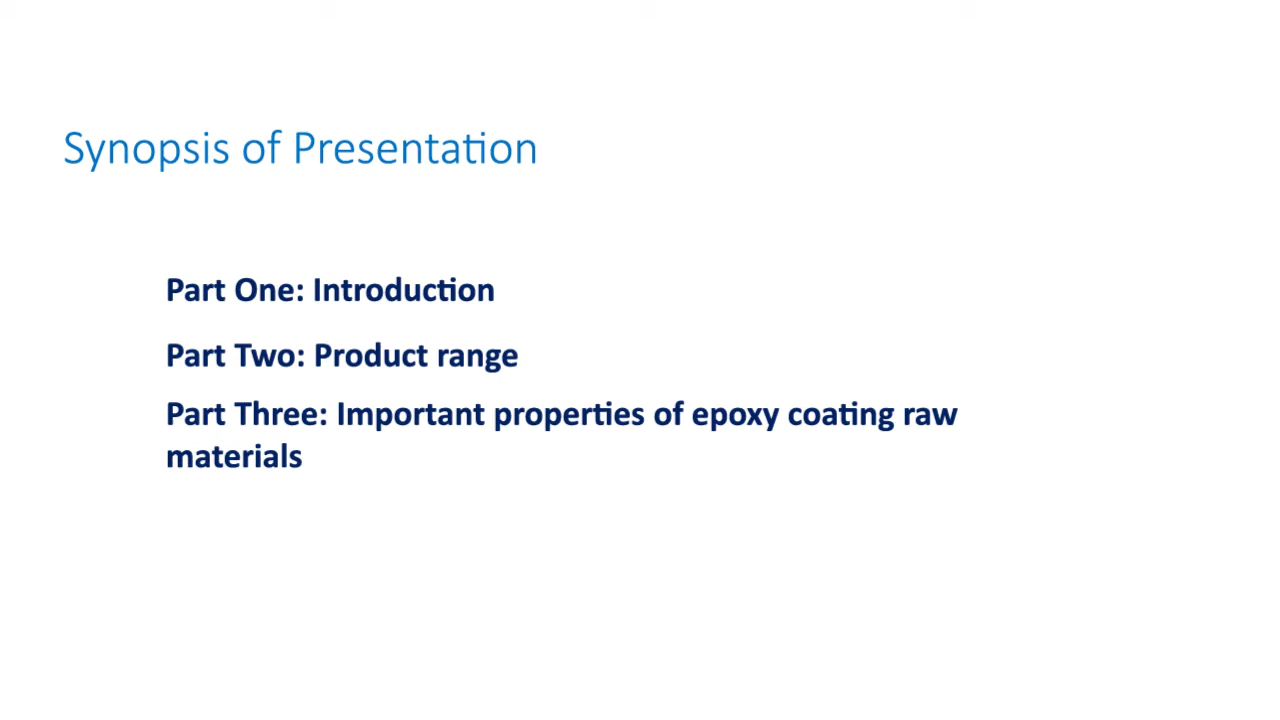 Synopsis of Presentation
Part One: Introduction
Part Two: Product range
Part Three: Important properties of epoxy coating raw
materials